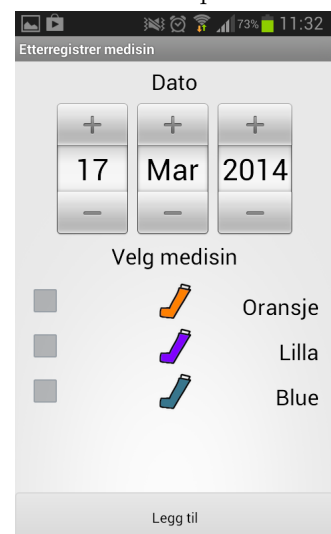 73% 11:32
Etterregistrer medisin
Dato
17 Mar 2014
Velg medisin
Oransje
Lilla
Blue
Legg til